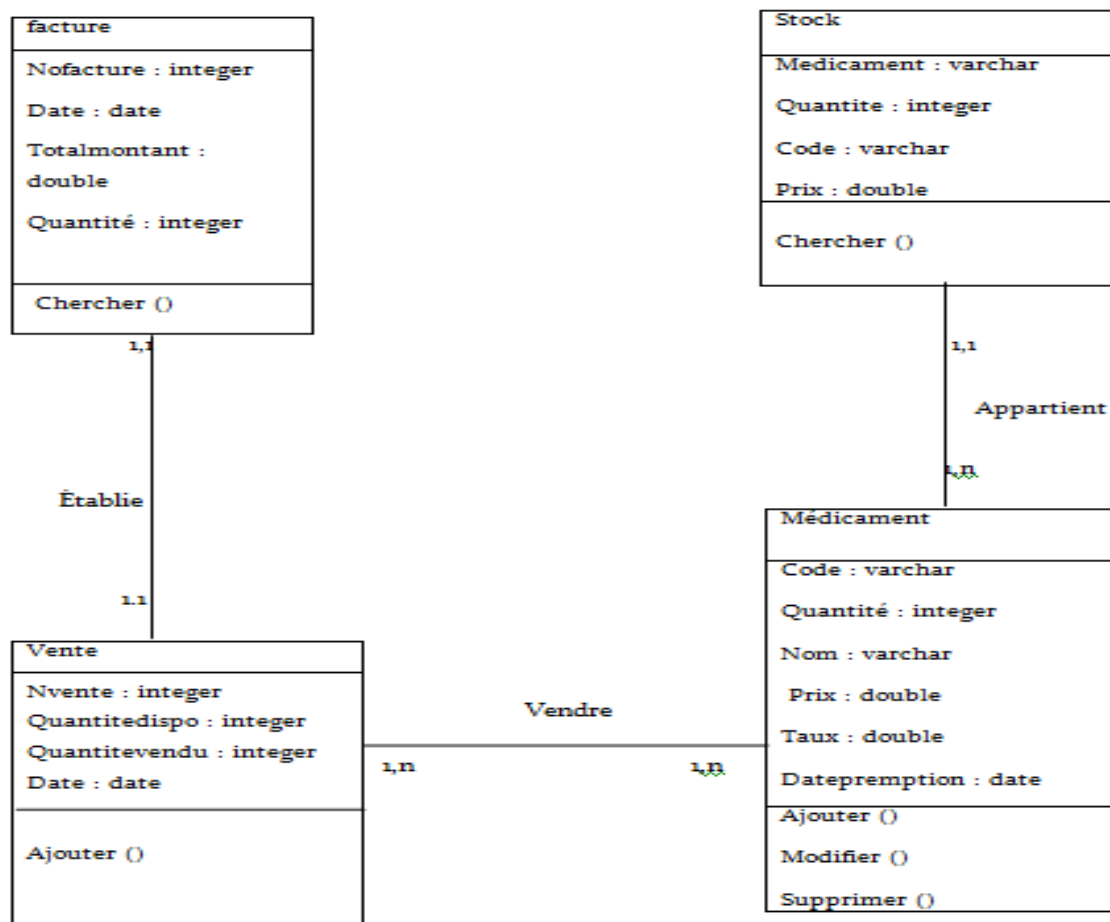 facture
Nofacture : integer
Date : date
Totalmontant :
double
Quantité : integer
Chercher ()
Stock
Medicament : varchar
Quantite : integer
Code : varchar
Prix : double
Chercher ()
1,1
Établie
1.1
1,1
Appartient
1,n
Vente
Nvente : integer
Quantitedispo : integer
Quantitevendu : integer
Date : date
Ajouter ()
Vendre
1,n
1,n
Médicament
Code : varchar
Quantité : integer
Nom : varchar
Prix : double
Taux : double
Datepremption : date
Ajouter ()
Modifier ()
Supprimer ()